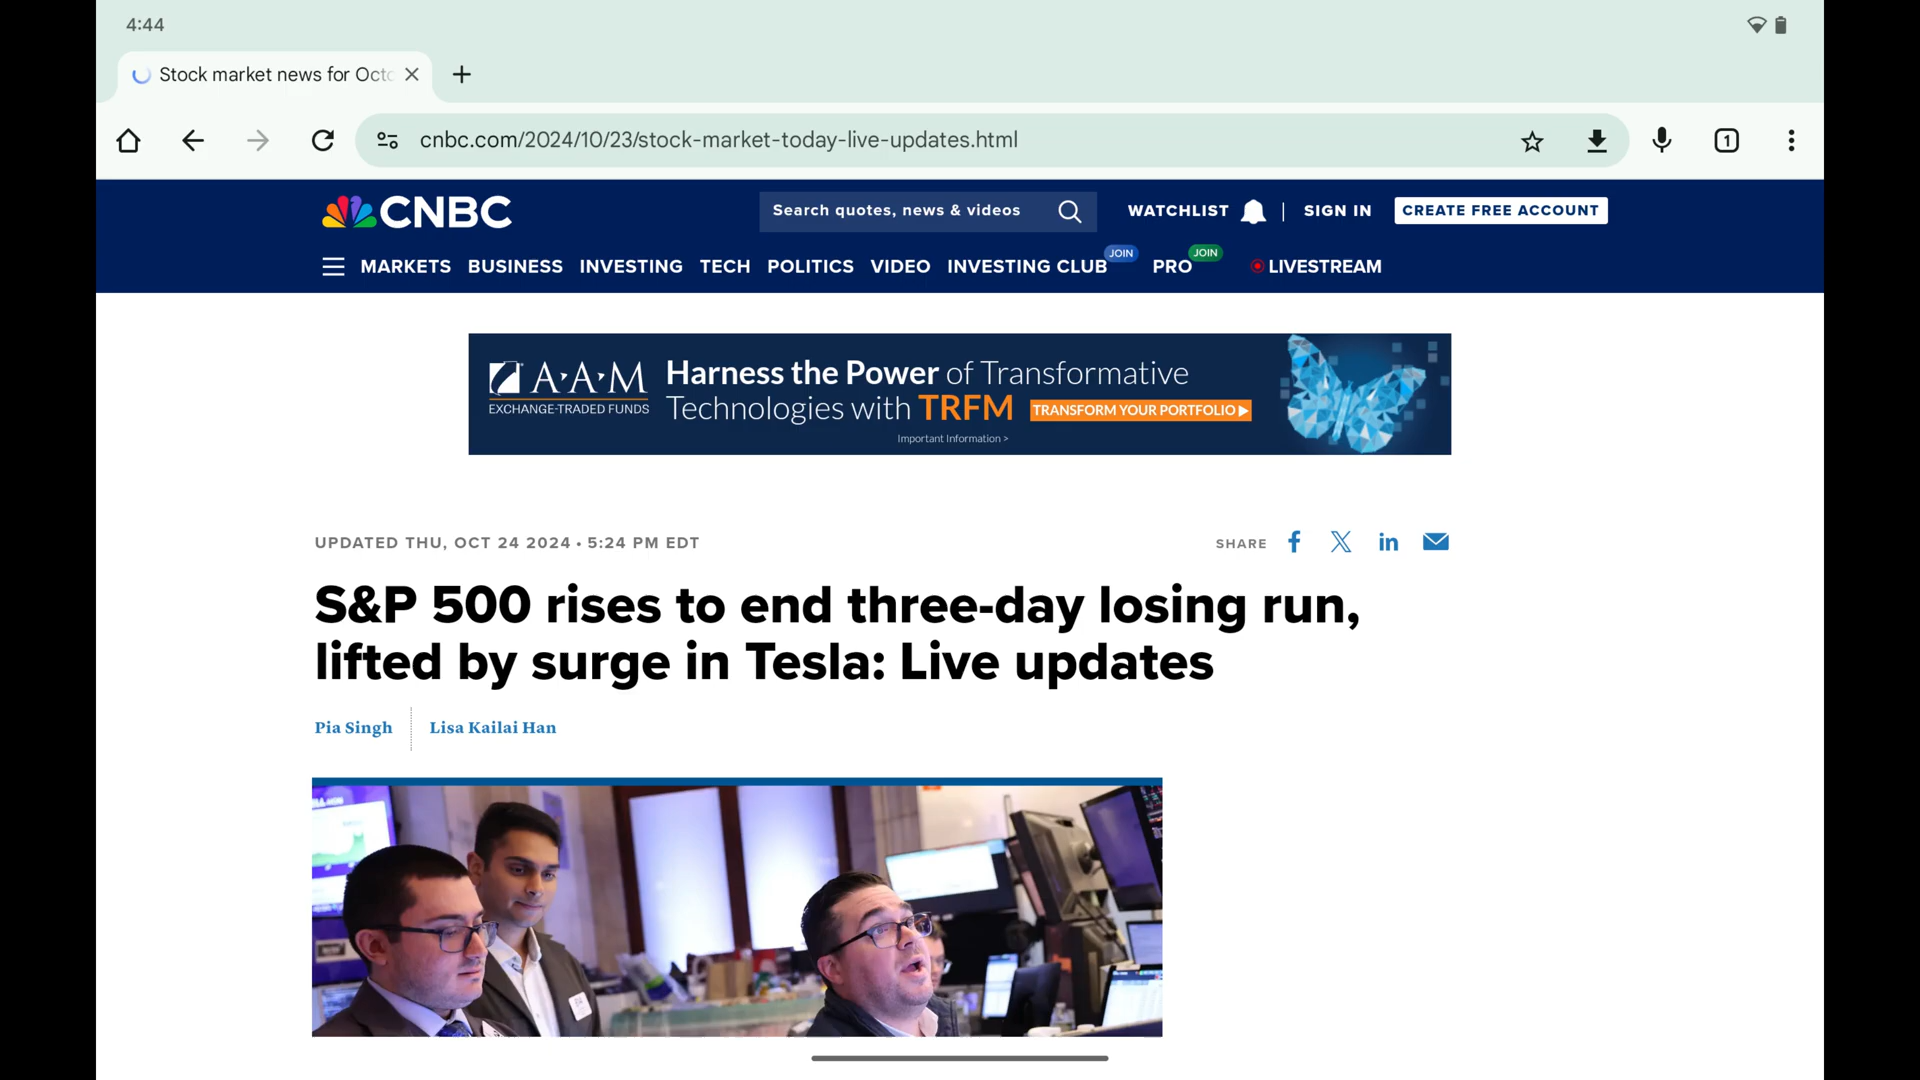 4:44
Stock market news for Octo
cnbc.com/2024/10/23/stock-market-today-live-updates.html
1
CNBC
Search quotes, news & videos
WATCHLIST
SIGN IN
CREATE FREE ACCOUNT
MARKETS BUSINESS INVESTING TECH POLITICS VIDEO INVESTING CLUB JOIN PRO JOIN LIVESTREAM
A·A·M
EXCHANGE-TRADED FUNDS
Harness the Power of Transformative
Technologies with TRFM TRANSFORM YOUR PORTFOLIO
Important Information >
UPDATED THU, OCT 24 2024 • 5:24 PM EDT
SHARE
S&P 500 rises to end three-day losing run,
lifted by surge in Tesla: Live updates
Pia Singh
Lisa Kailai Han